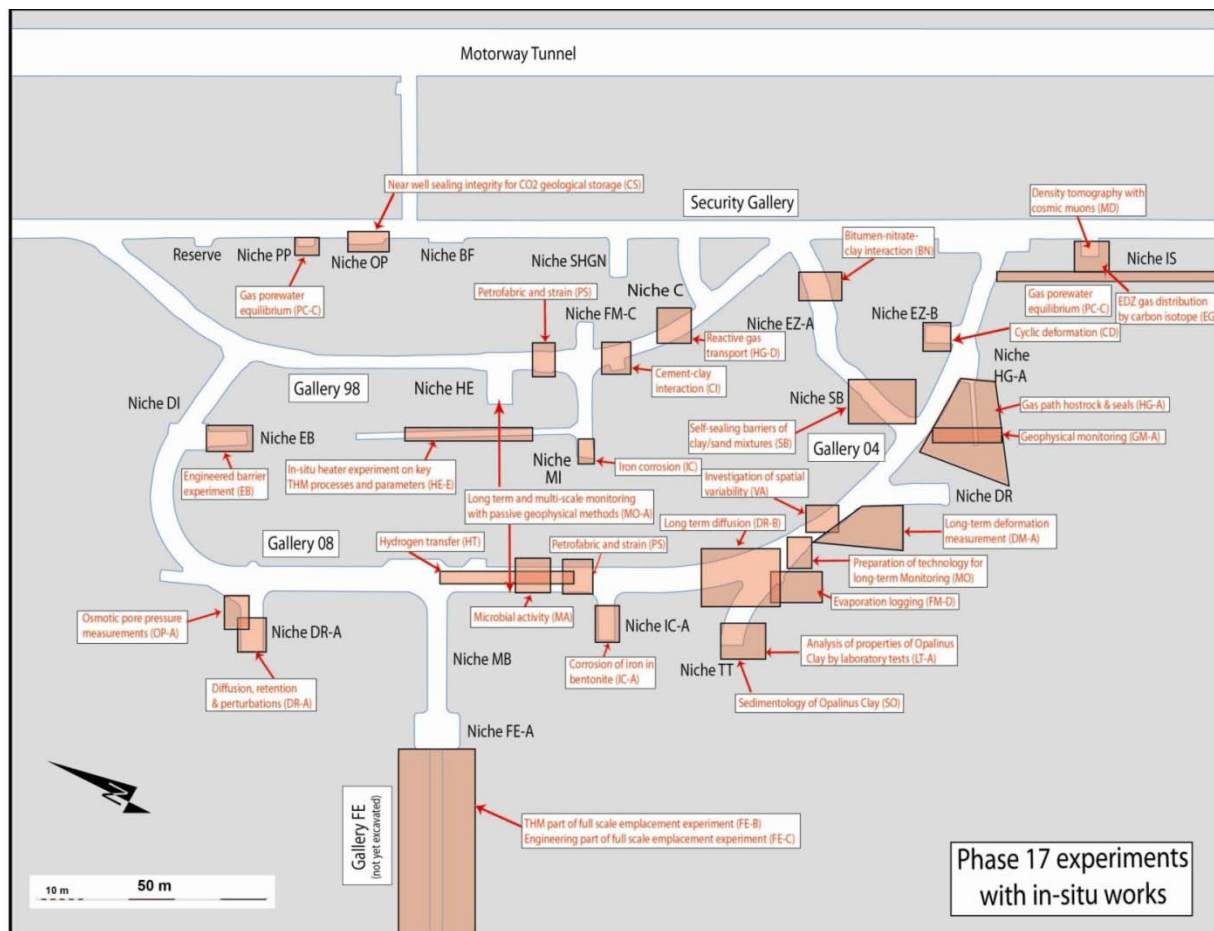 Motorway Tunnel
Near well sealing integrity for CO2 geological storage (CS)
Security Gallery
Density tomography with
cosmic muons (MD)
Reserve
Niche PP
Niche OP
Niche BF
Niche SHGN
Bitumen-nitrate-
clay interaction (BN)
Niche IS
Gas porewater
equilibrium (PC-C)
Petrofabric and strain (PS)
Niche C
Niche FM-C
Niche EZ-A
Niche EZ-B
Gas porewater
equilibrium (PC-C)
EDZ gas distribution
by carbon isotope (EG
Cyclic deformation (CD)
Reactive gas
transport (HG-D)
Niche
HG-A
Cement-clay
interaction (CI)
Gallery 98
Niche HE
Niche DI
Niche SB
Gas path hostrock & seals (HG-A)
Niche EB
Self-sealing barriers of
clay/sand mixtures (SB)
Gallery 04
Geophysical monitoring (GM-A)
Engineered barrier
experiment (EB)
In-situ heater experiment on key
THM processes and parameters (HE-E)
Niche
MI
Iron corrosion (IC)
Investigation of spatial
variability (VA)
Niche DR
Long term and multi-scale monitoring
with passive geophysical methods (MO-A)
Gallery 08
Hydrogen transfer (HT)
Petrofabric and strain (PS)
Long term diffusion (DR-B)
Long-term deformation
measurement (DM-A)
Preparation of technology for
long-term Monitoring (MO)
Evaporation logging (FM-D)
Osmotic pore pressure
measurements (OP-A)
Niche DR-A
Microbial activity (MA)
Niche IC-A
Niche MB
Corrosion of iron in
bentonite (IC-A)
Niche TT
Analysis of properties of Opalinus
Clay by laboratory tests (LT-A)
Diffusion, retention
& perturbations (DR-A)
Sedimentology of Opalinus Clay (SO)
Niche FE-A
N
Gallery FE
(not yet excavated)
THM part of full scale emplacement experiment (FE-B)
Engineering part of full scale emplacement experiment (FE-C)
10 m
50 m
Phase 17 experiments
with in-situ works